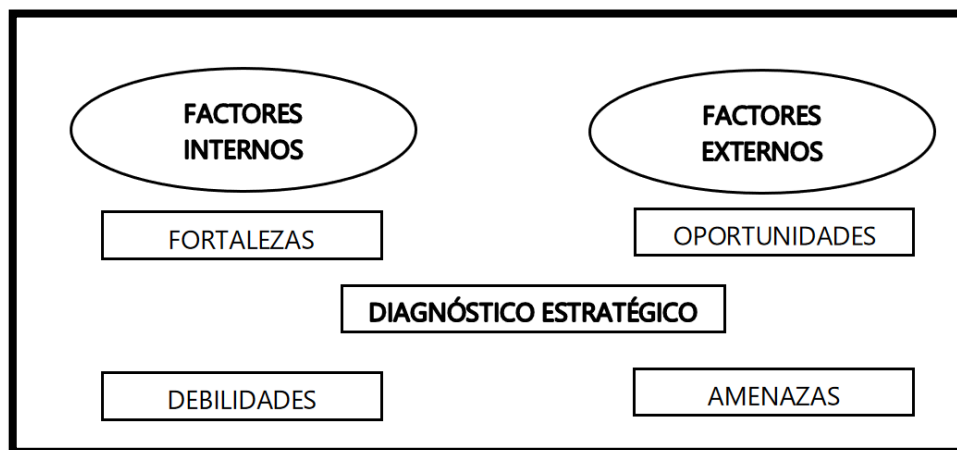 FACTORES
INTERNOS
FACTORES
EXTERNOS
FORTALEZAS
OPORTUNIDADES
DIAGNÓSTICO ESTRATÉGICO
DEBILIDADES
AMENAZAS